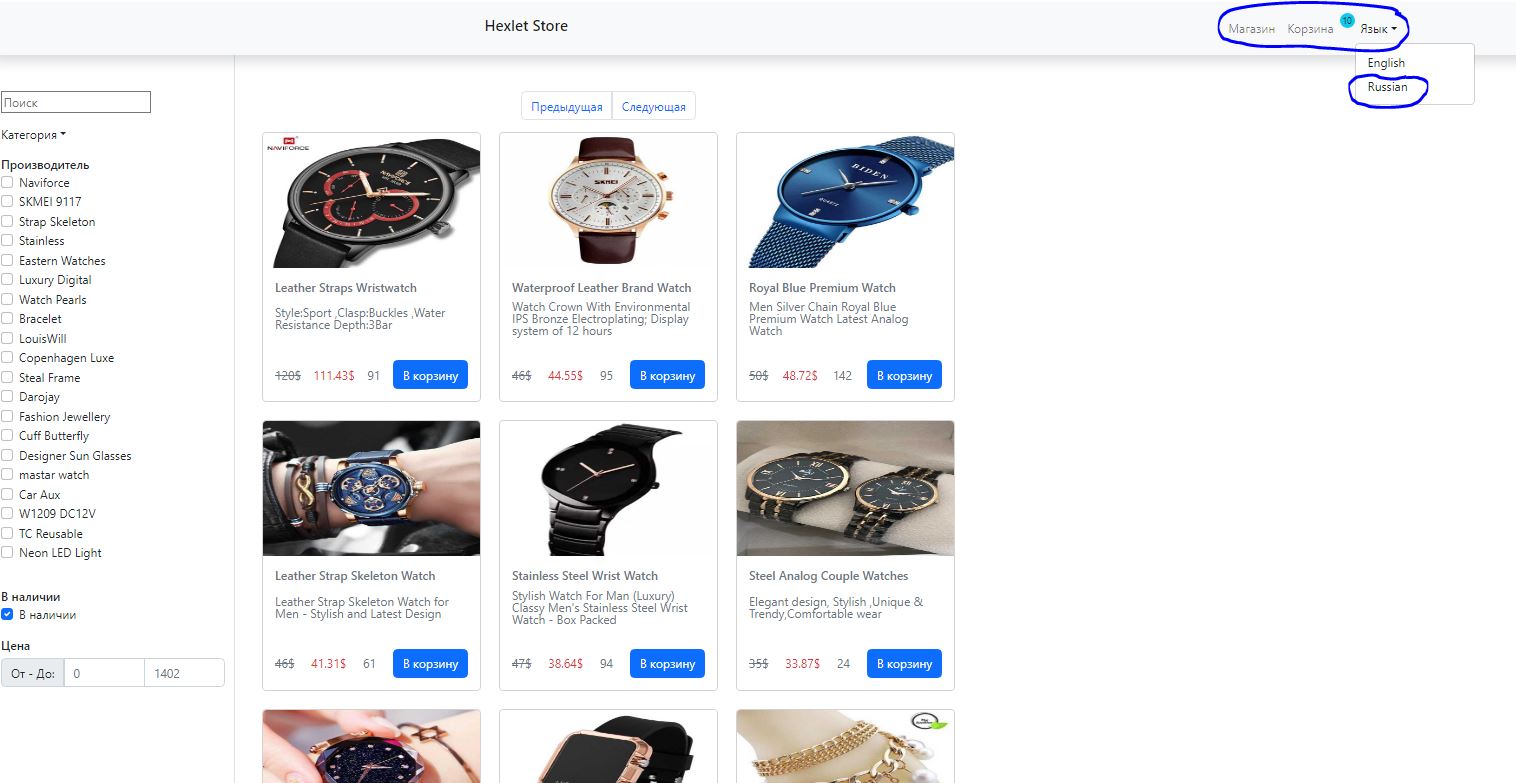 Hexlet Store
Магазин Корзина 10 Язык
English
Russian
Поиск
Категория
Производитель
Naviforce
SKMEI 9117
Strap Skeleton
Stainless
Eastern Watches
Luxury Digital
Watch Pearls
Bracelet
LouisWill
Copenhagen Luxe
Steal Frame
Darojay
Fashion Jewellery
Cuff Butterfly
Designer Sun Glasses
mastar watch
Car Aux
W1209 DC12V
TC Reusable
Neon LED Light
В наличии
В наличии
Цена
От - До: 0 1402
Предыдущая Следующая
NAVIFORCE
NAVIFORCE
Leather Straps Wristwatch
Style:Sport ,Clasp:Buckles ,Water
Resistance Depth:3Bar
120$ 111.43$ 91 В корзину
SKMEI
Waterproof Leather Brand Watch
Watch Crown With Environmental
IPS Bronze Electroplating; Display
system of 12 hours
46$ 44.55$ 95 В корзину
BIDEN
QUARTZ
Royal Blue Premium Watch
Men Silver Chain Royal Blue
Premium Watch Latest Analog
Watch
50$ 48.72$ 142 В корзину
Leather Strap Skeleton Watch
Leather Strap Skeleton Watch for
Men - Stylish and Latest Design
46$ 41.31$ 61 В корзину
Stainless Steel Wrist Watch
Stylish Watch For Man (Luxury)
Classy Men's Stainless Steel Wrist
Watch - Box Packed
47$ 38.64$ 94 В корзину
Steel Analog Couple Watches
Elegant design, Stylish ,Unique &
Trendy,Comfortable wear
35$ 33.87$ 24 В корзину